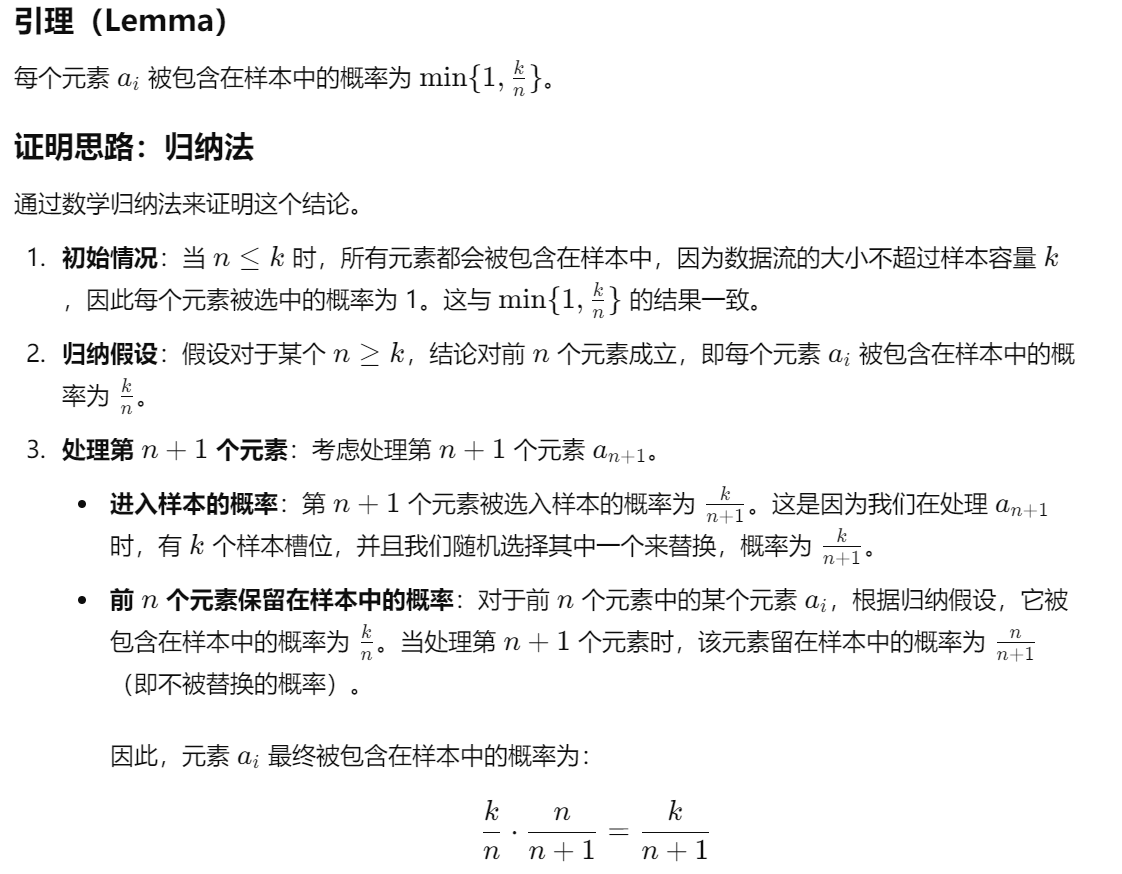 引理（Lemma）
每个元素 a_i 被包含在样本中的概率为 min{1, k/n}。
证明思路：归纳法
通过数学归纳法来证明这个结论。
1. 初始情况：当 n ≤ k 时，所有元素都会被包含在样本中，因为数据流的大小不超过样本容量 k
，因此每个元素被选中的概率为 1。这与 min{1, k/n} 的结果一致。
2. 归纳假设：假设对于某个 n ≥ k，结论对前 n 个元素成立，即每个元素 a_i 被包含在样本中的概
率为 k/n。
3. 处理第 n + 1 个元素：考虑处理第 n + 1 个元素 a_{n+1}。
• 进入样本的概率：第 n + 1 个元素被选入样本的概率为 k/(n+1)。这是因为我们在处理 a_{n+1}
时，有 k 个样本槽位，并且我们随机选择其中一个来替换，概率为 k/(n+1)。
• 前 n 个元素保留在样本中的概率：对于前 n 个元素中的某个元素 a_i，根据归纳假设，它被
包含在样本中的概率为 k/n。当处理第 n + 1 个元素时，该元素留在样本中的概率为 n/(n+1)
（即不被替换的概率）。
因此，元素 a_i 最终被包含在样本中的概率为：
k/n · n/(n + 1) = k/(n + 1)